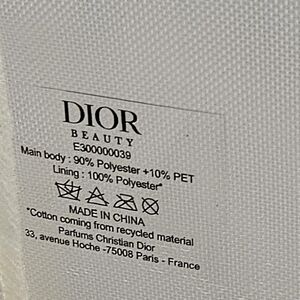 DIOR
BEAUTY
E300000039
Main body : 90% Polyester +10% PET
Lining : 100% Polyester*
MADE IN CHINA
*Cotton coming from recycled material
Parfums Christian Dior
33, avenue Hoche -75008 Paris - France